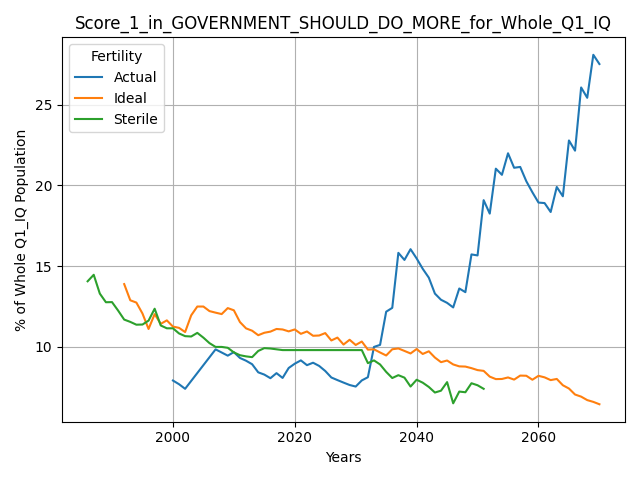 Score_1_in_GOVERNMENT_SHOULD_DO_MORE_for_Whole_Q1_IQ
Fertility
Actual
Ideal
Sterile
% of Whole Q1_IQ Population
25
20
15
10
2000
2020
2040
2060
Years